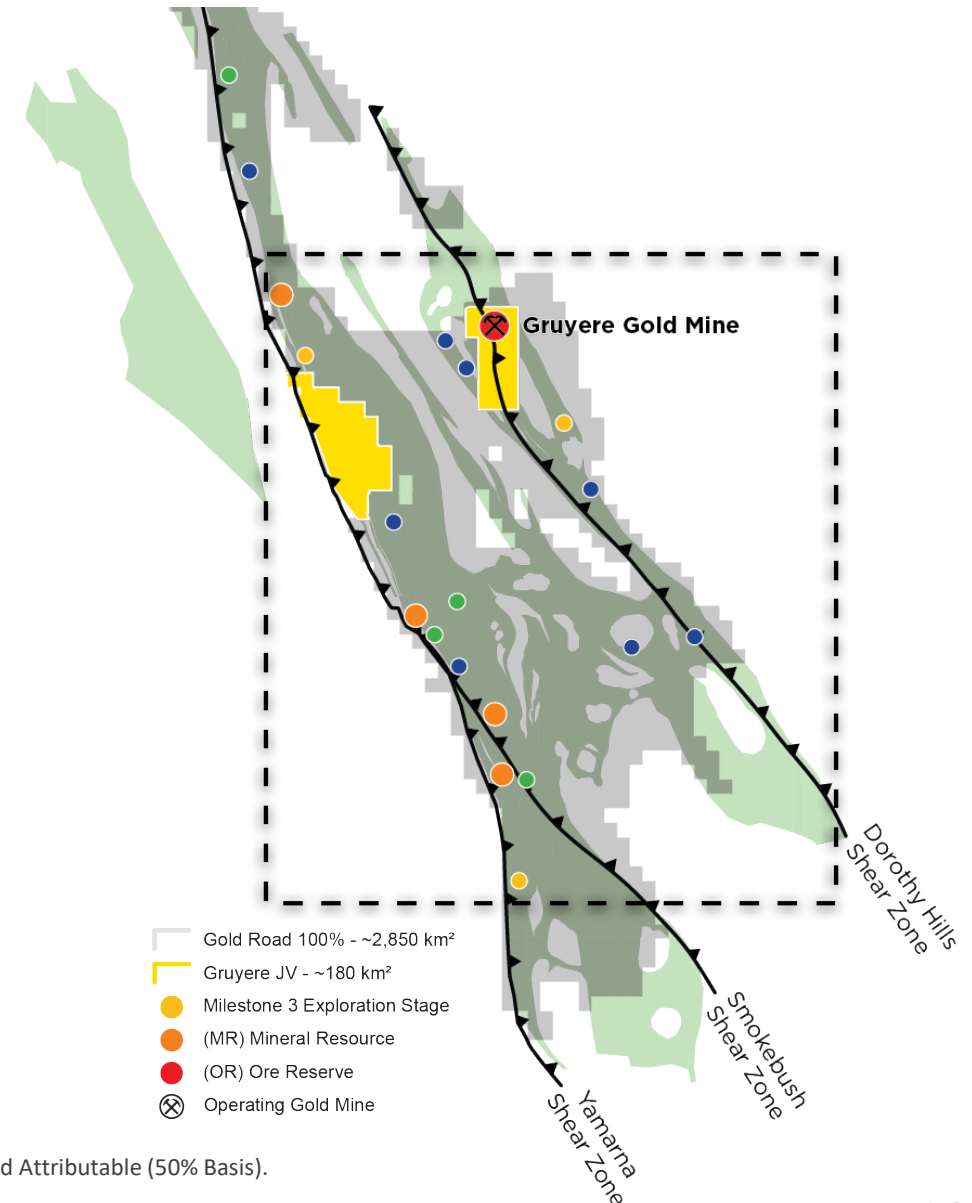 Gruyere Gold Mine
Dorothy Hills
Shear Zone
Smokebush
Shear Zone
Yamarna
Shear Zone
Gold Road 100% - ~2,850 km²
Gruyere JV - ~180 km²
Milestone 3 Exploration Stage
(MR) Mineral Resource
(OR) Ore Reserve
Operating Gold Mine
d Attributable (50% Basis).